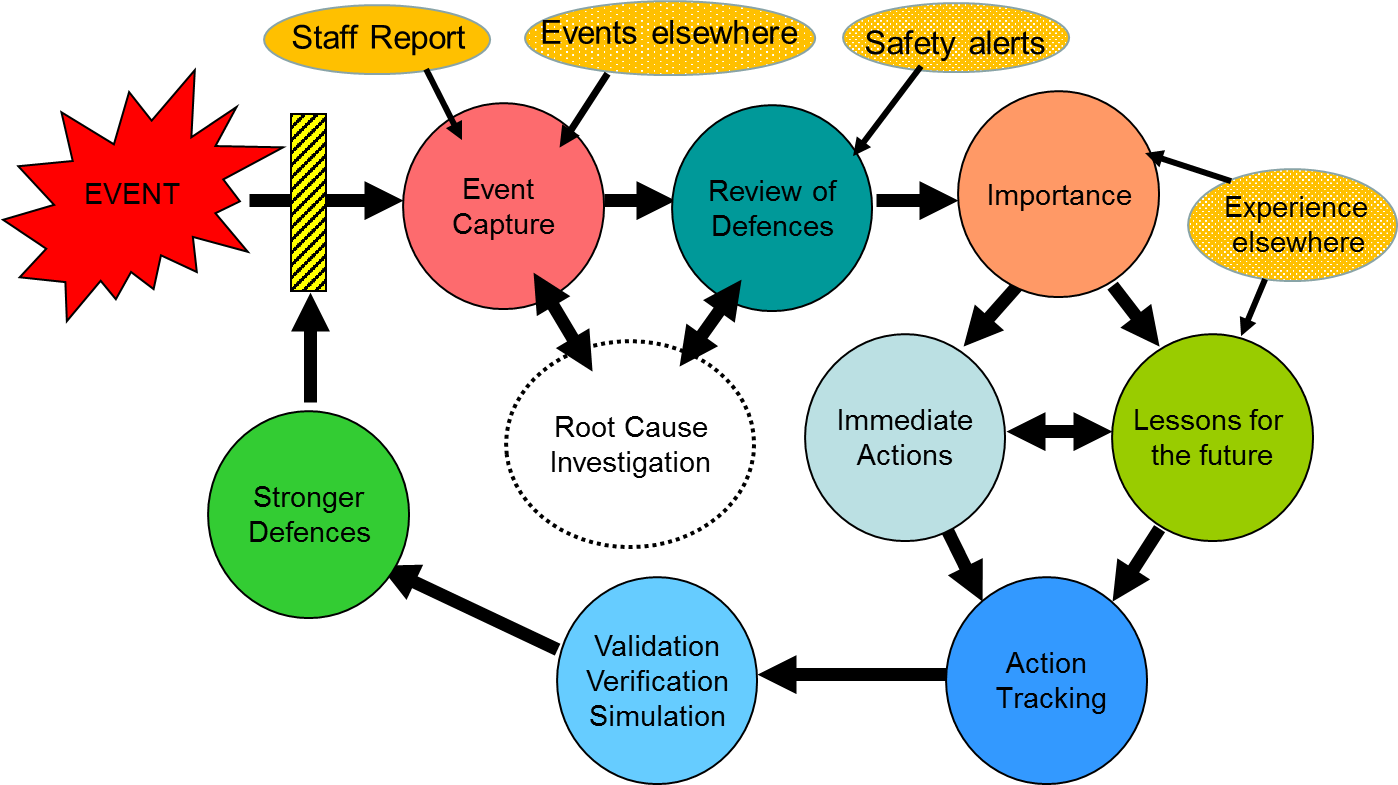 Staff Report
Events elsewhere
Safety alerts
EVENT
Event
Capture
Review of
Defences
Importance
Experience
elsewhere
Root Cause
Investigation
Immediate
Actions
Lessons for
the future
Stronger
Defences
Validation
Verification
Simulation
Action
Tracking